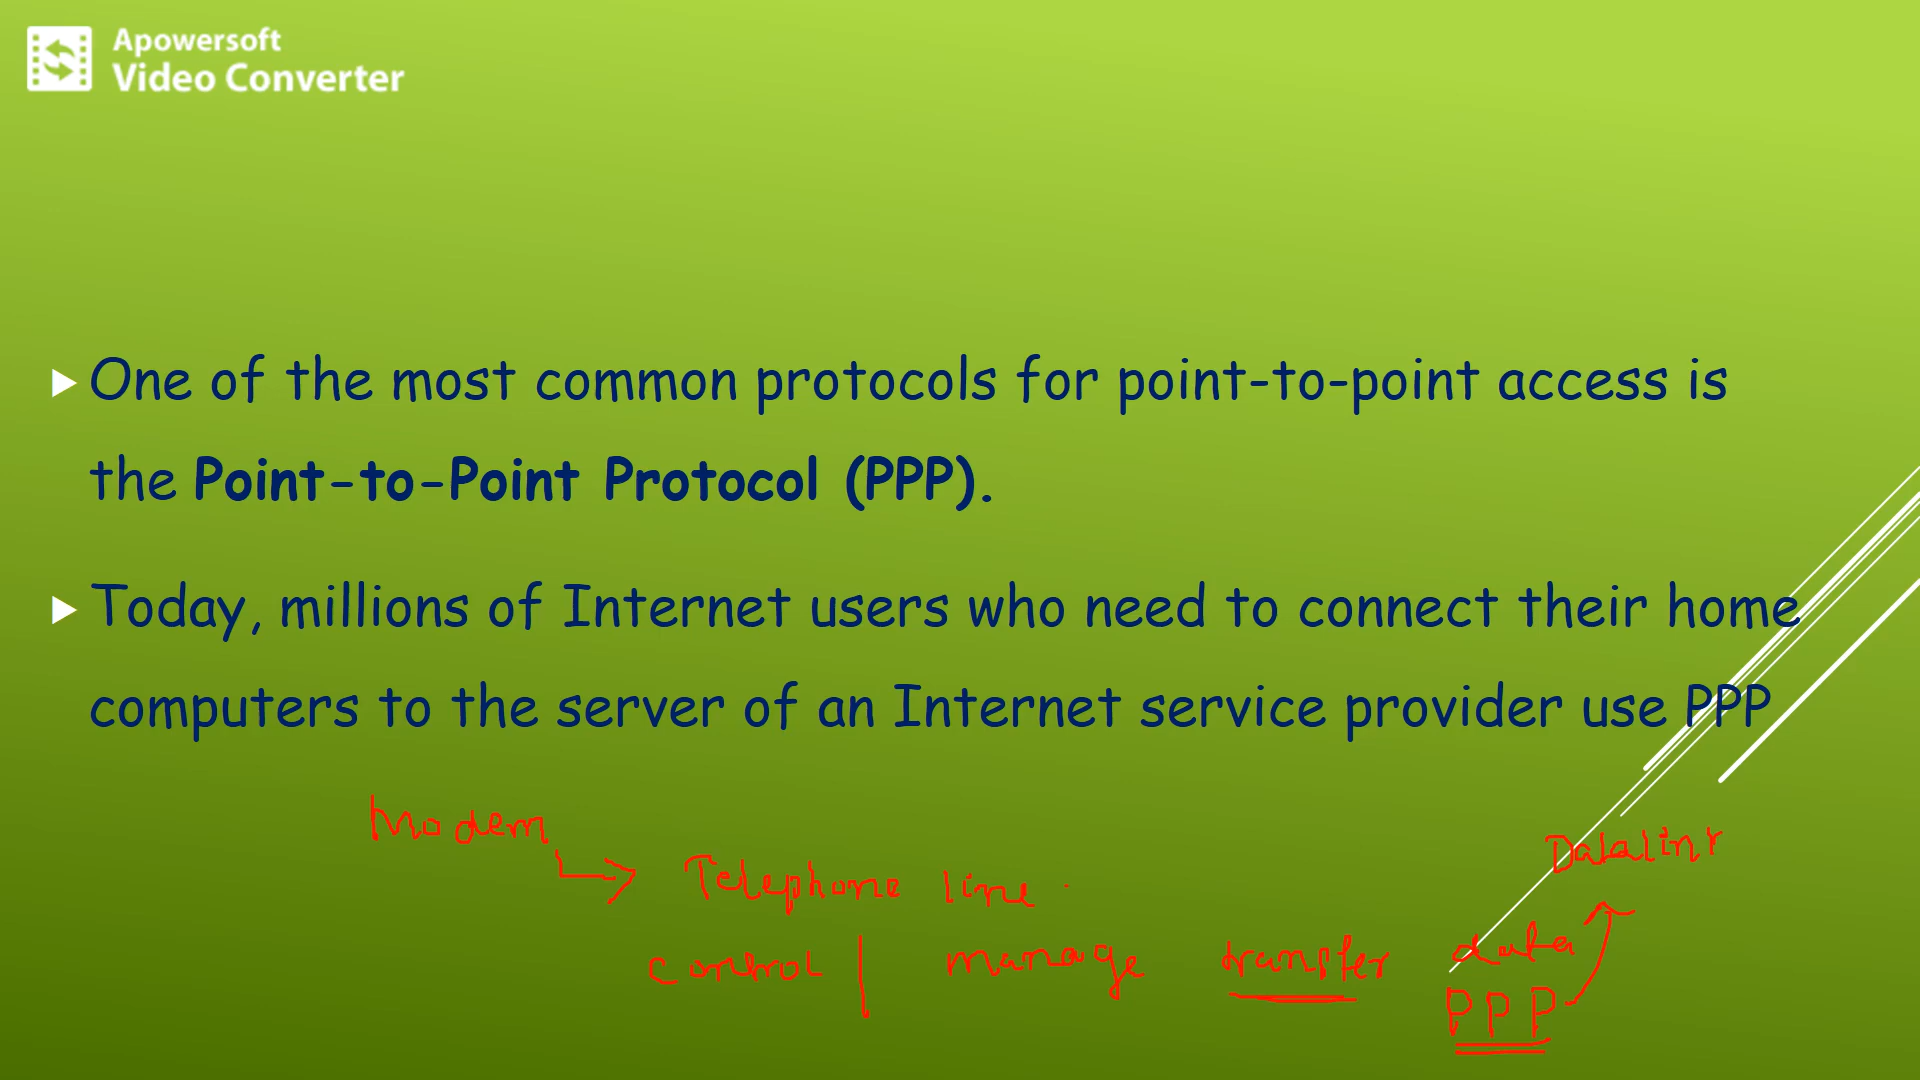 Apowersoft
Video Converter
One of the most common protocols for point-to-point access is
the Point-to-Point Protocol (PPP).
Today, millions of Internet users who need to connect their home
computers to the server of an Internet service provider use PPP
Modem
Telephone line
Datalink
control | manage transfer data
PPP